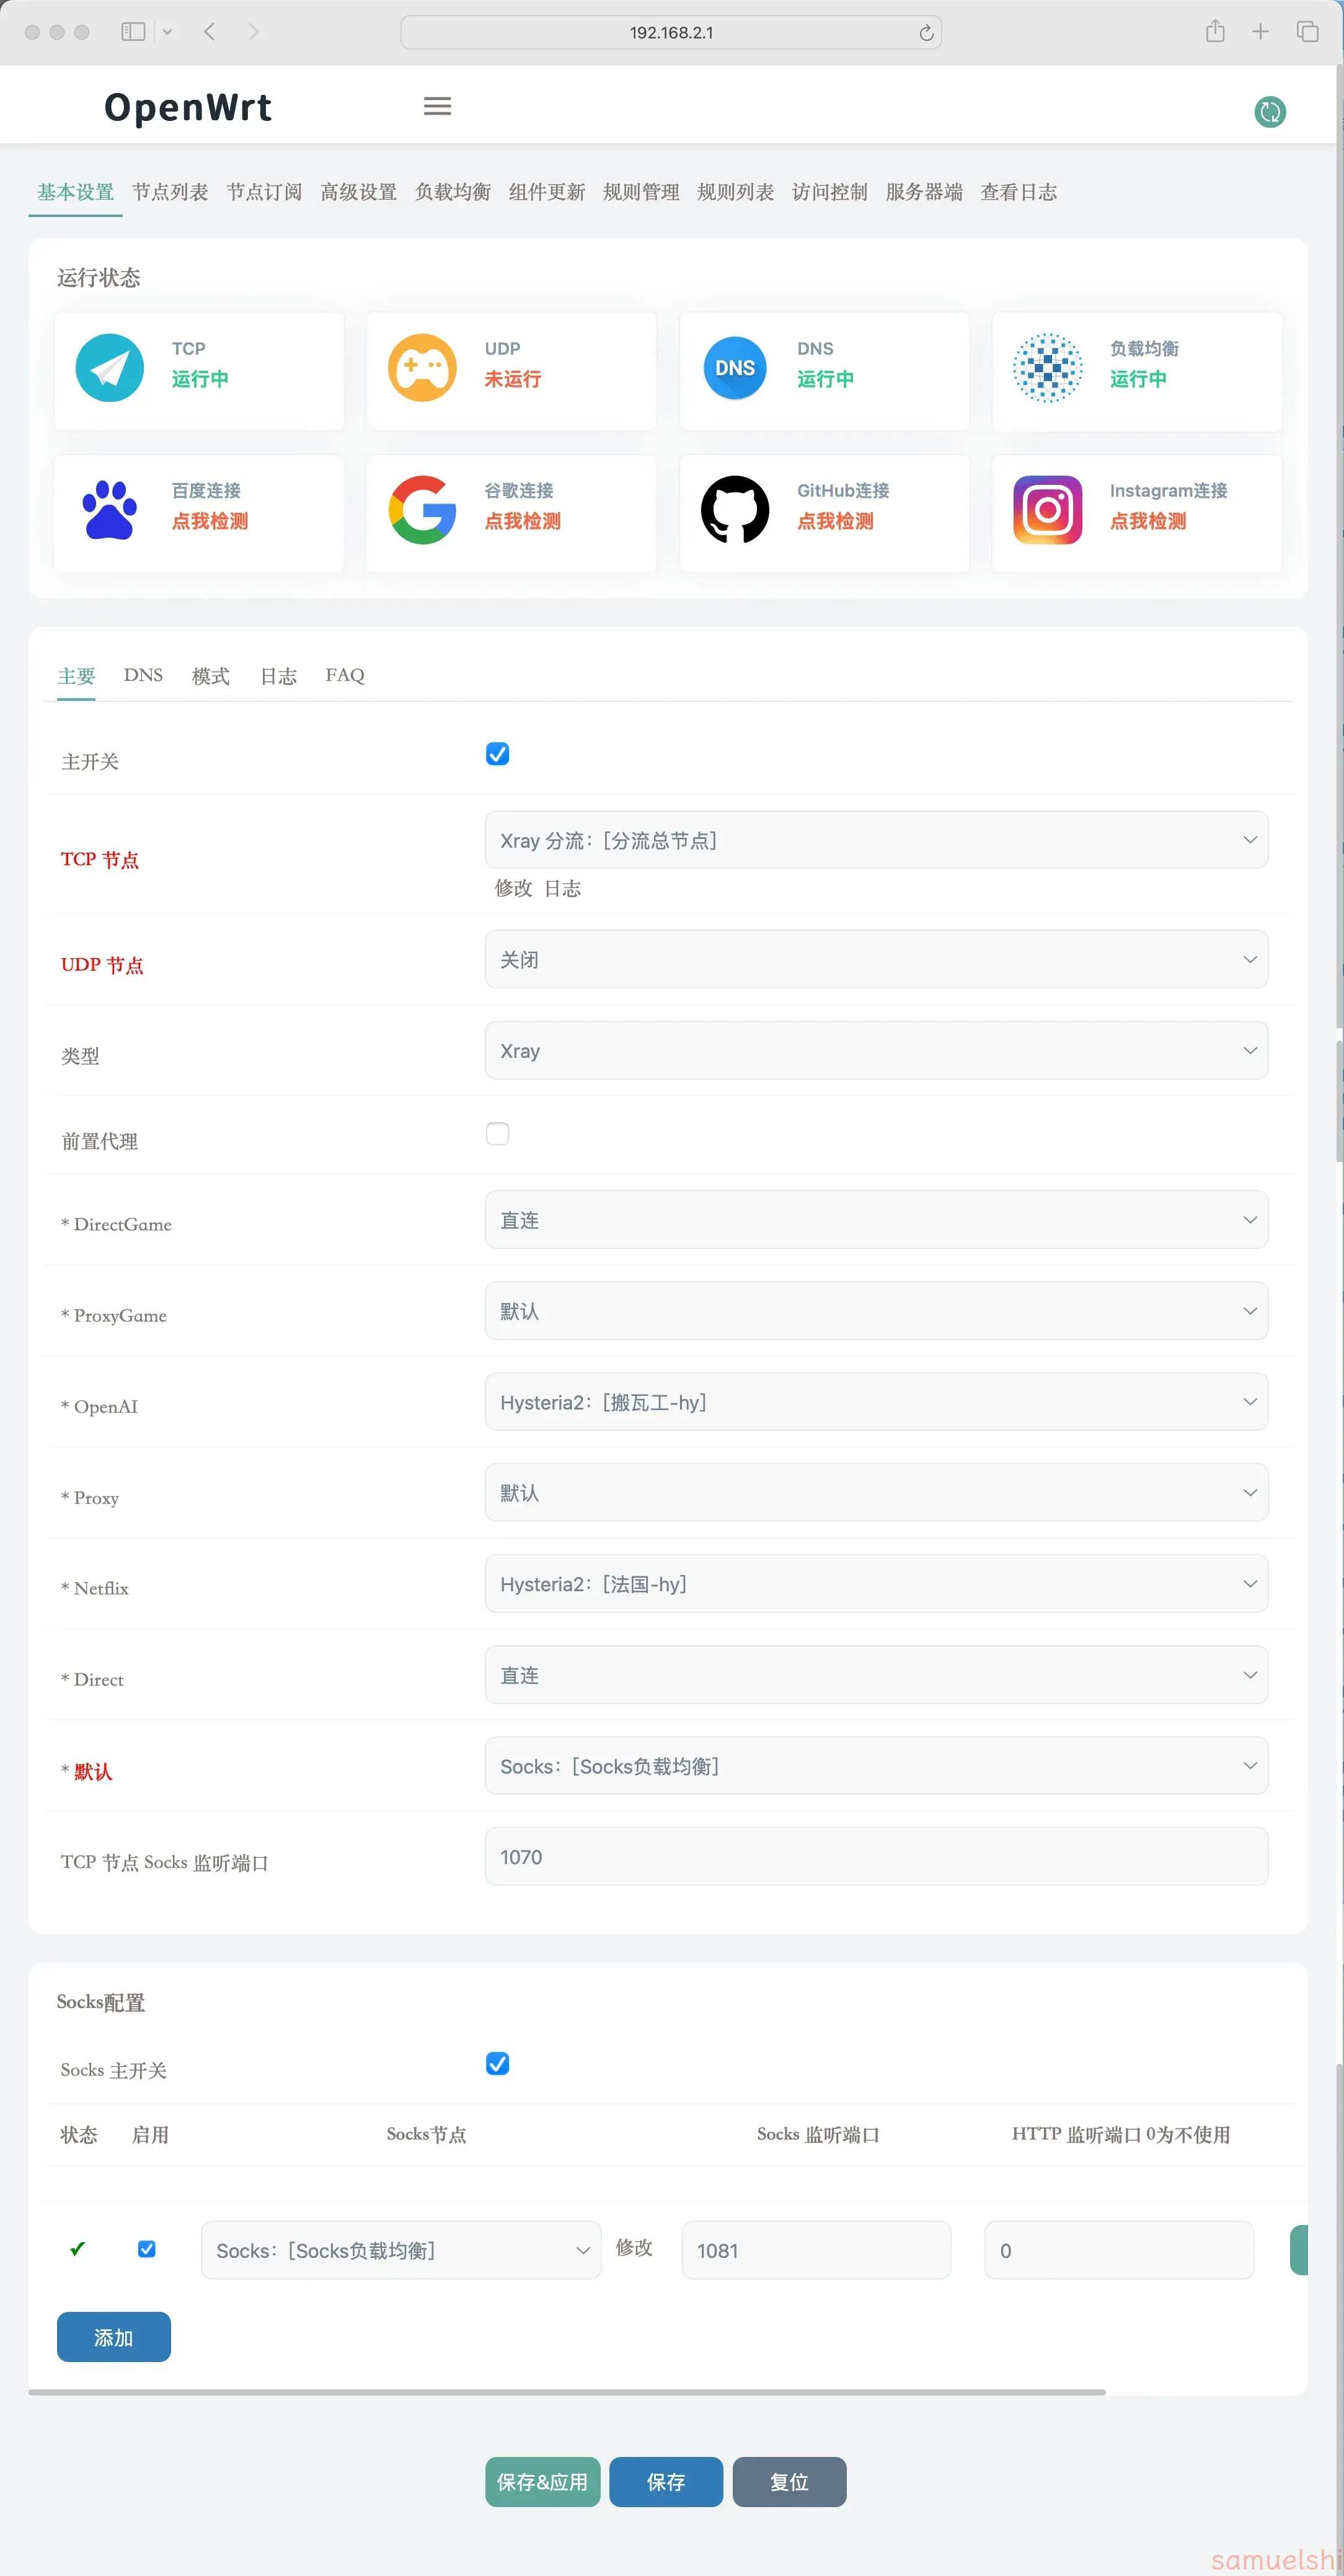 192.168.2.1
OpenWrt
基本设置 节点列表 节点订阅 高级设置 负载均衡 组件更新 规则管理 规则列表 访问控制 服务器端 查看日志
运行状态
TCP
运行中
UDP
未运行
DNS
DNS
运行中
负载均衡
运行中
百度连接
点我检测
谷歌连接
点我检测
GitHub连接
点我检测
Instagram连接
点我检测
主要 DNS 模式 日志 FAQ
主开关
TCP 节点
Xray 分流：[分流总节点]
修改 日志
UDP 节点
关闭
类型
Xray
前置代理
* DirectGame
直连
* ProxyGame
默认
* OpenAI
Hysteria2：[搬瓦工-hy]
* Proxy
默认
* Netflix
Hysteria2：[法国-hy]
* Direct
直连
* 默认
Socks：[Socks负载均衡]
TCP 节点 Socks 监听端口
1070
Socks配置
Socks 主开关
状态 启用 Socks节点 Socks 监听端口 HTTP 监听端口 0为不使用
Socks：[Socks负载均衡] 修改 1081 0
添加
保存&应用 保存 复位
samuelshi